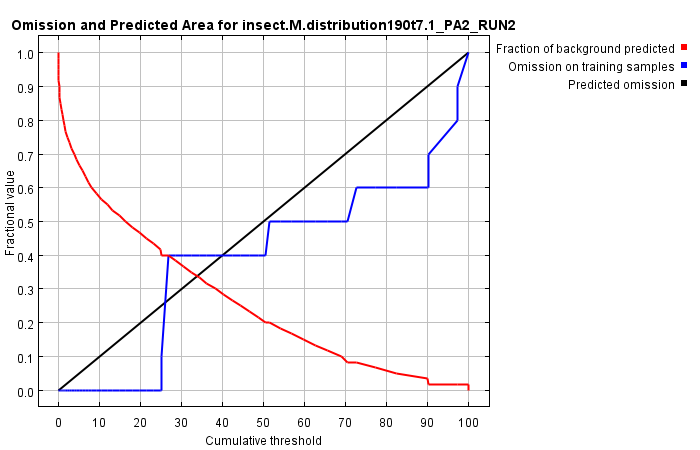 Omission and Predicted Area for insect.M.distribution190t7.1_PA2_RUN2
Fraction of background predicted
Omission on training samples
Predicted omission
Fractional value
1.0
0.9
0.8
0.7
0.6
0.5
0.4
0.3
0.2
0.1
0.0
0 10 20 30 40 50 60 70 80 90 100
Cumulative threshold